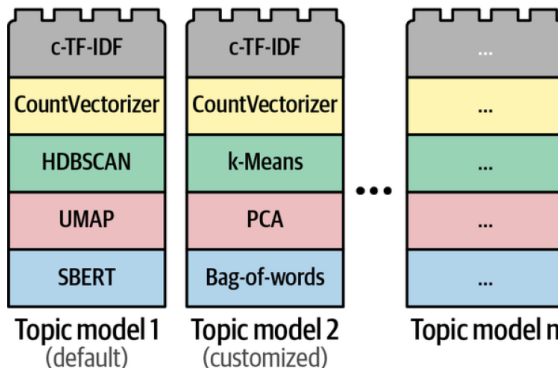 c-TF-IDF
CountVectorizer
HDBSCAN
UMAP
SBERT
Topic model 1
(default)
c-TF-IDF
CountVectorizer
k-Means
PCA
Bag-of-words
Topic model 2
(customized)
...
...
...
...
...
...
Topic model n